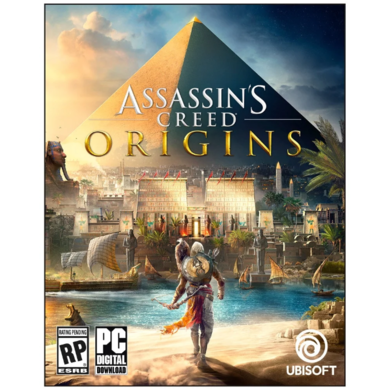 ASSASSIN'S
CREED
ORIGINS
RATING PENDING
RP
ESRB
PC
DIGITAL
DOWNLOAD
UBISOFT